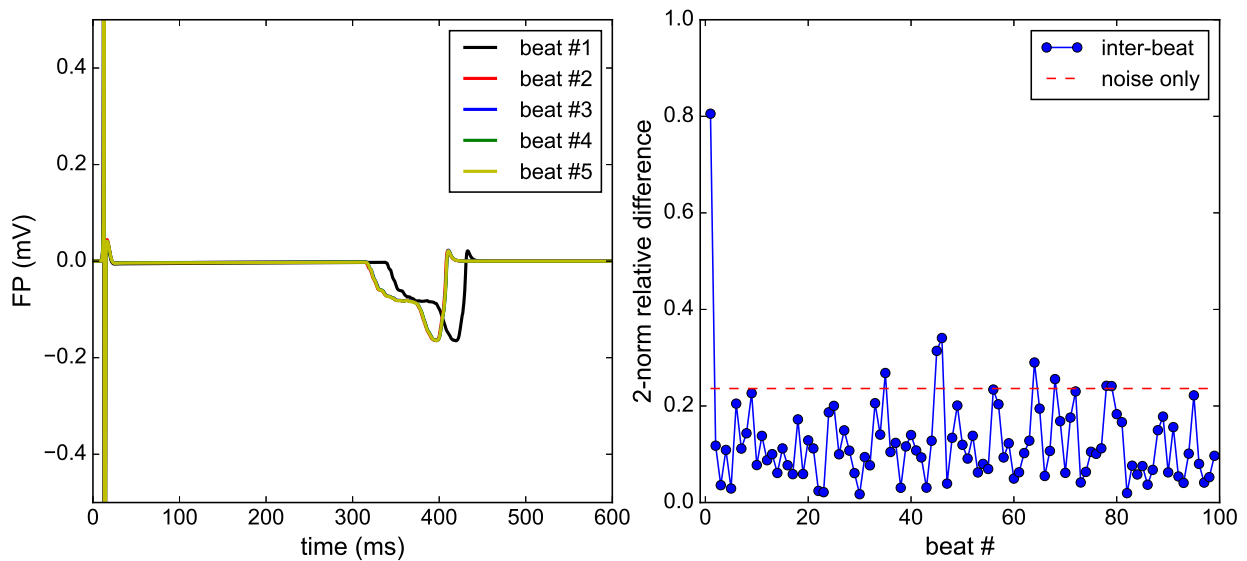 0.4
0.2
0.0
−0.2
−0.4
FP (mV)
0
100
200
300
400
500
600
time (ms)
beat #1
beat #2
beat #3
beat #4
beat #5
1.0
0.8
0.6
0.4
0.2
0.0
2-norm relative difference
0
20
40
60
80
100
beat #
inter-beat
noise only